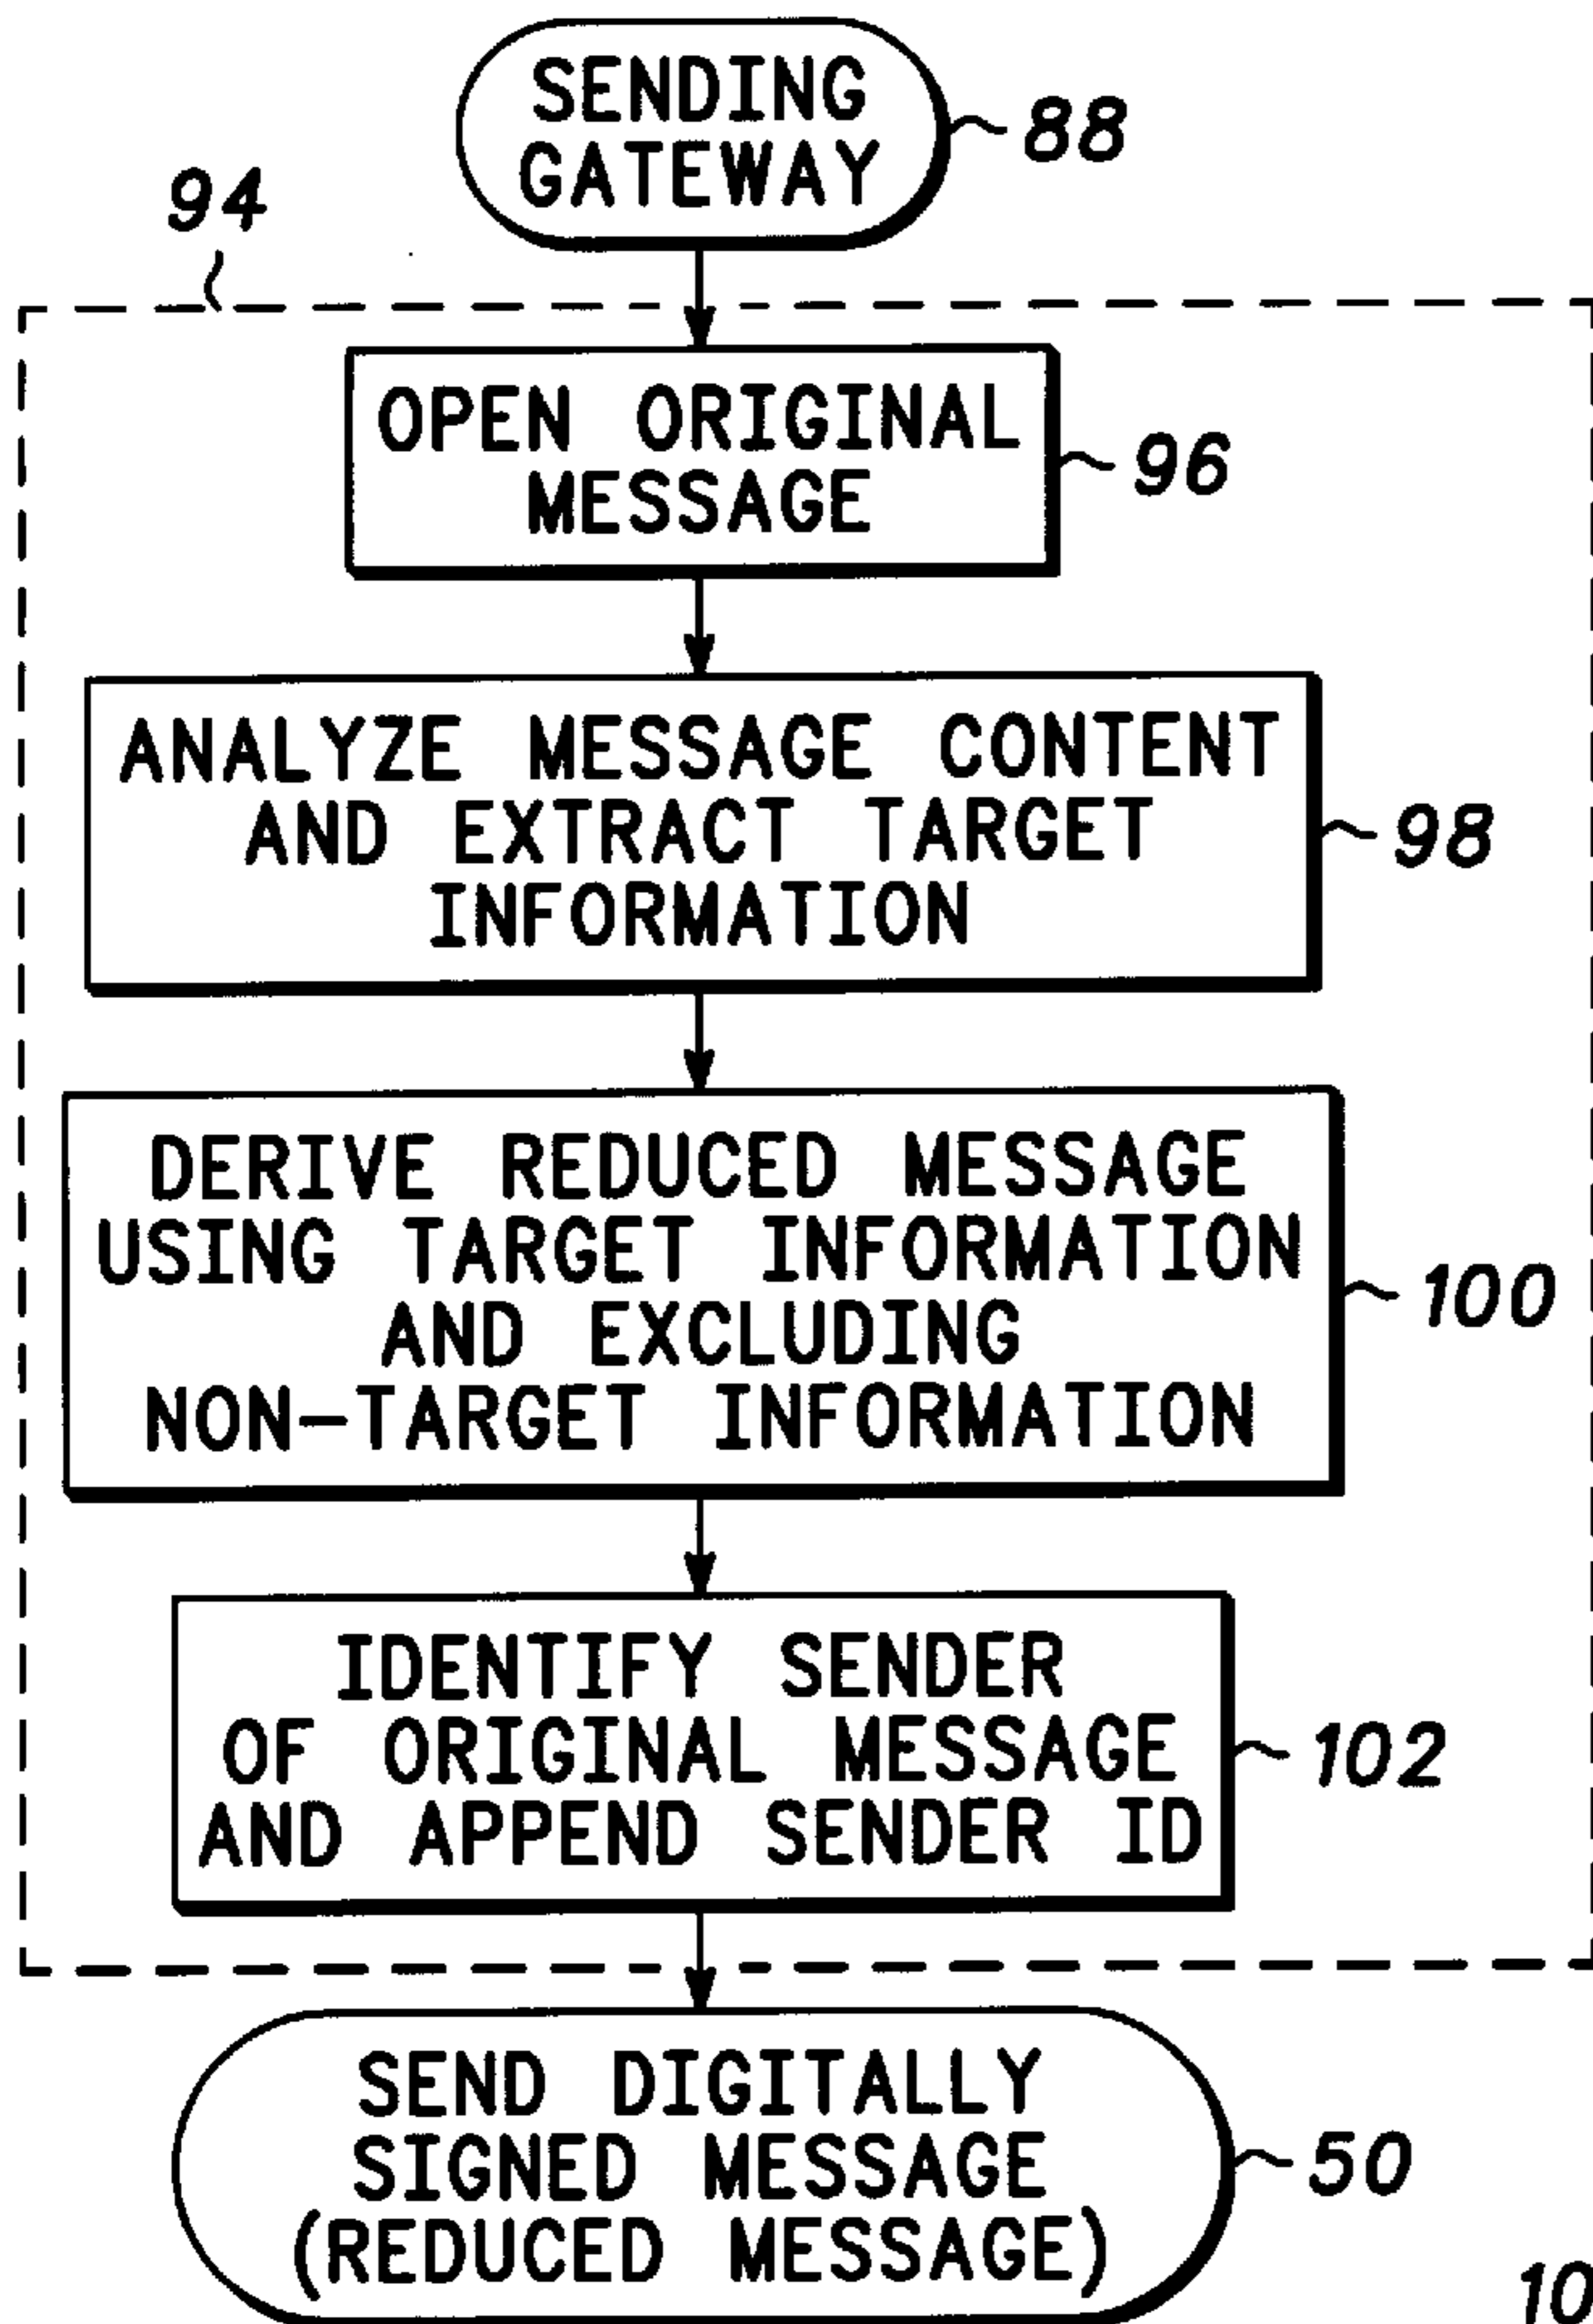 SENDING
GATEWAY
88
94
OPEN ORIGINAL
MESSAGE
96
ANALYZE MESSAGE CONTENT
AND EXTRACT TARGET
INFORMATION
98
DERIVE REDUCED MESSAGE
USING TARGET INFORMATION
AND EXCLUDING
NON-TARGET INFORMATION
100
IDENTIFY SENDER
OF ORIGINAL MESSAGE
AND APPEND SENDER ID
102
SEND DIGITALLY
SIGNED MESSAGE
(REDUCED MESSAGE)
50